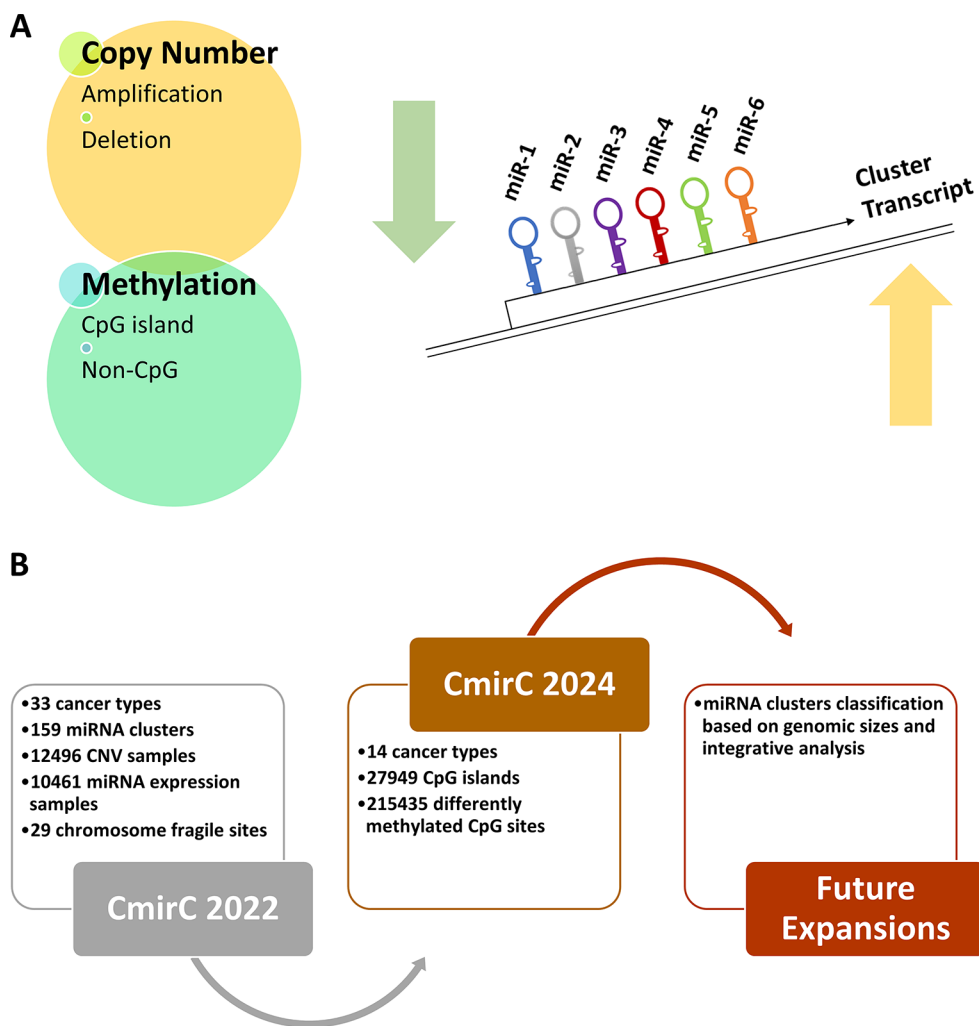 A
Copy Number
Amplification
Deletion
Methylation
CpG island
Non-CpG
miR-1
miR-2
miR-3
miR-4
miR-5
miR-6
Cluster
Transcript
B
•33 cancer types
•159 miRNA clusters
•12496 CNV samples
•10461 miRNA expression
samples
•29 chromosome fragile sites
CmirC 2022
CmirC 2024
•14 cancer types
•27949 CpG islands
•215435 differently
methylated CpG sites
•miRNA clusters classification
based on genomic sizes and
integrative analysis
Future
Expansions